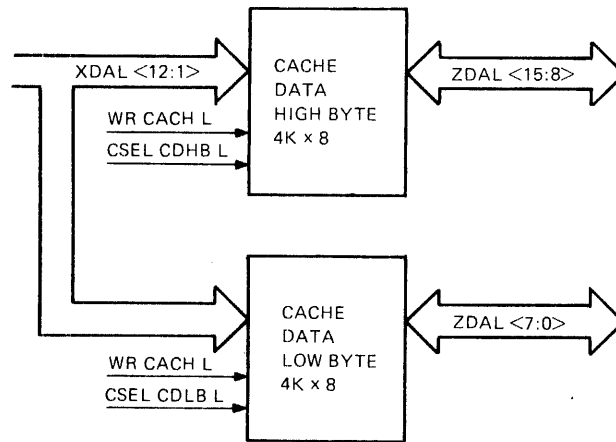 XDAL <12:1>
CACHE
DATA
HIGH BYTE
4K × 8
ZDAL <15:8>
WR CACH L
CSEL CDHB L
CACHE
DATA
LOW BYTE
4K × 8
ZDAL <7:0>
WR CACH L
CSEL CDLB L